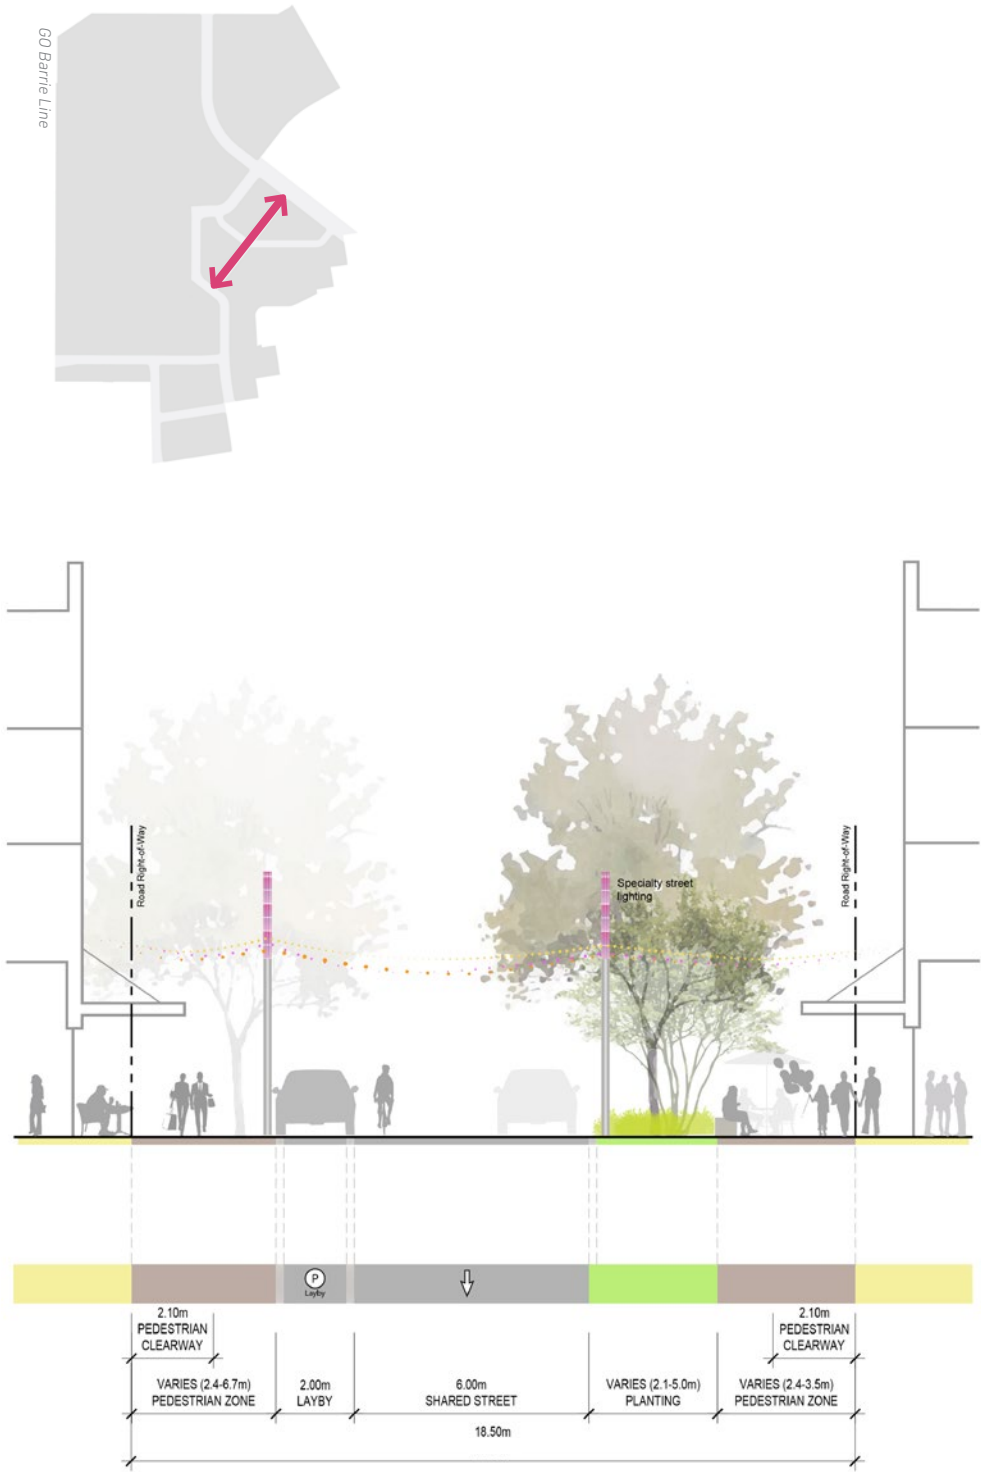 GO Barrie Line
Road Right-of-Way
Road Right-of-Way
Specialty street
lighting
P
Layby
2.10m
PEDESTRIAN
CLEARWAY
2.10m
PEDESTRIAN
CLEARWAY
VARIES (2.4-6.7m)
PEDESTRIAN ZONE
2.00m
LAYBY
6.00m
SHARED STREET
VARIES (2.1-5.0m)
PLANTING
VARIES (2.4-3.5m)
PEDESTRIAN ZONE
18.50m